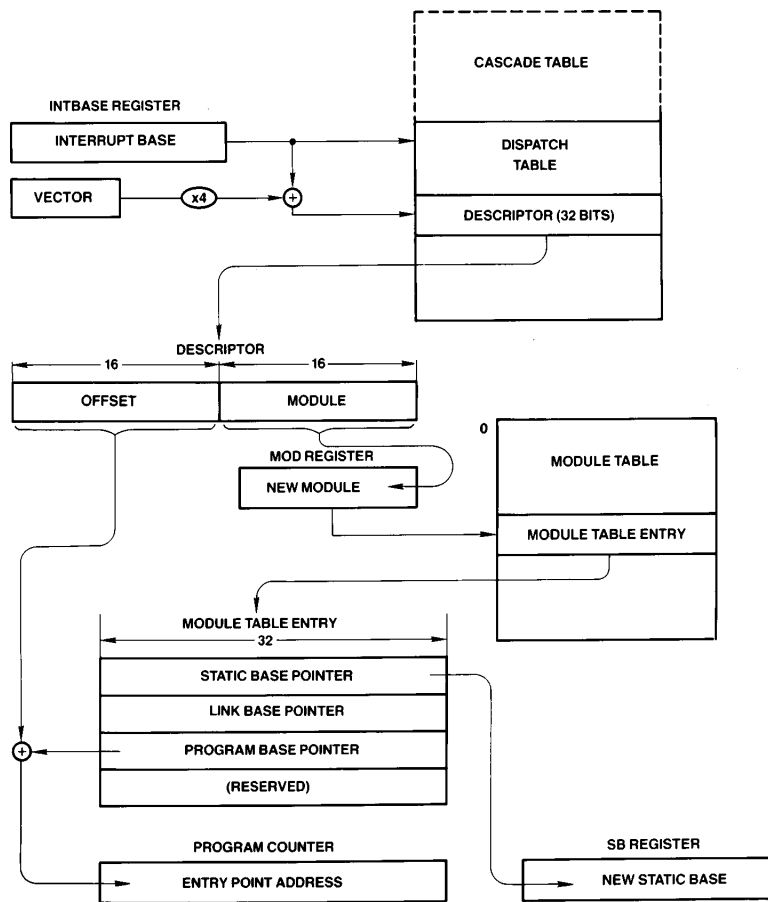 CASCADE TABLE
INTBASE REGISTER
INTERRUPT BASE
DISPATCH
TABLE
VECTOR
x4
+
DESCRIPTOR (32 BITS)
DESCRIPTOR
16
16
OFFSET
MODULE
MOD REGISTER
NEW MODULE
0
MODULE TABLE
MODULE TABLE ENTRY
MODULE TABLE ENTRY
32
STATIC BASE POINTER
LINK BASE POINTER
+
PROGRAM BASE POINTER
(RESERVED)
PROGRAM COUNTER
ENTRY POINT ADDRESS
SB REGISTER
NEW STATIC BASE